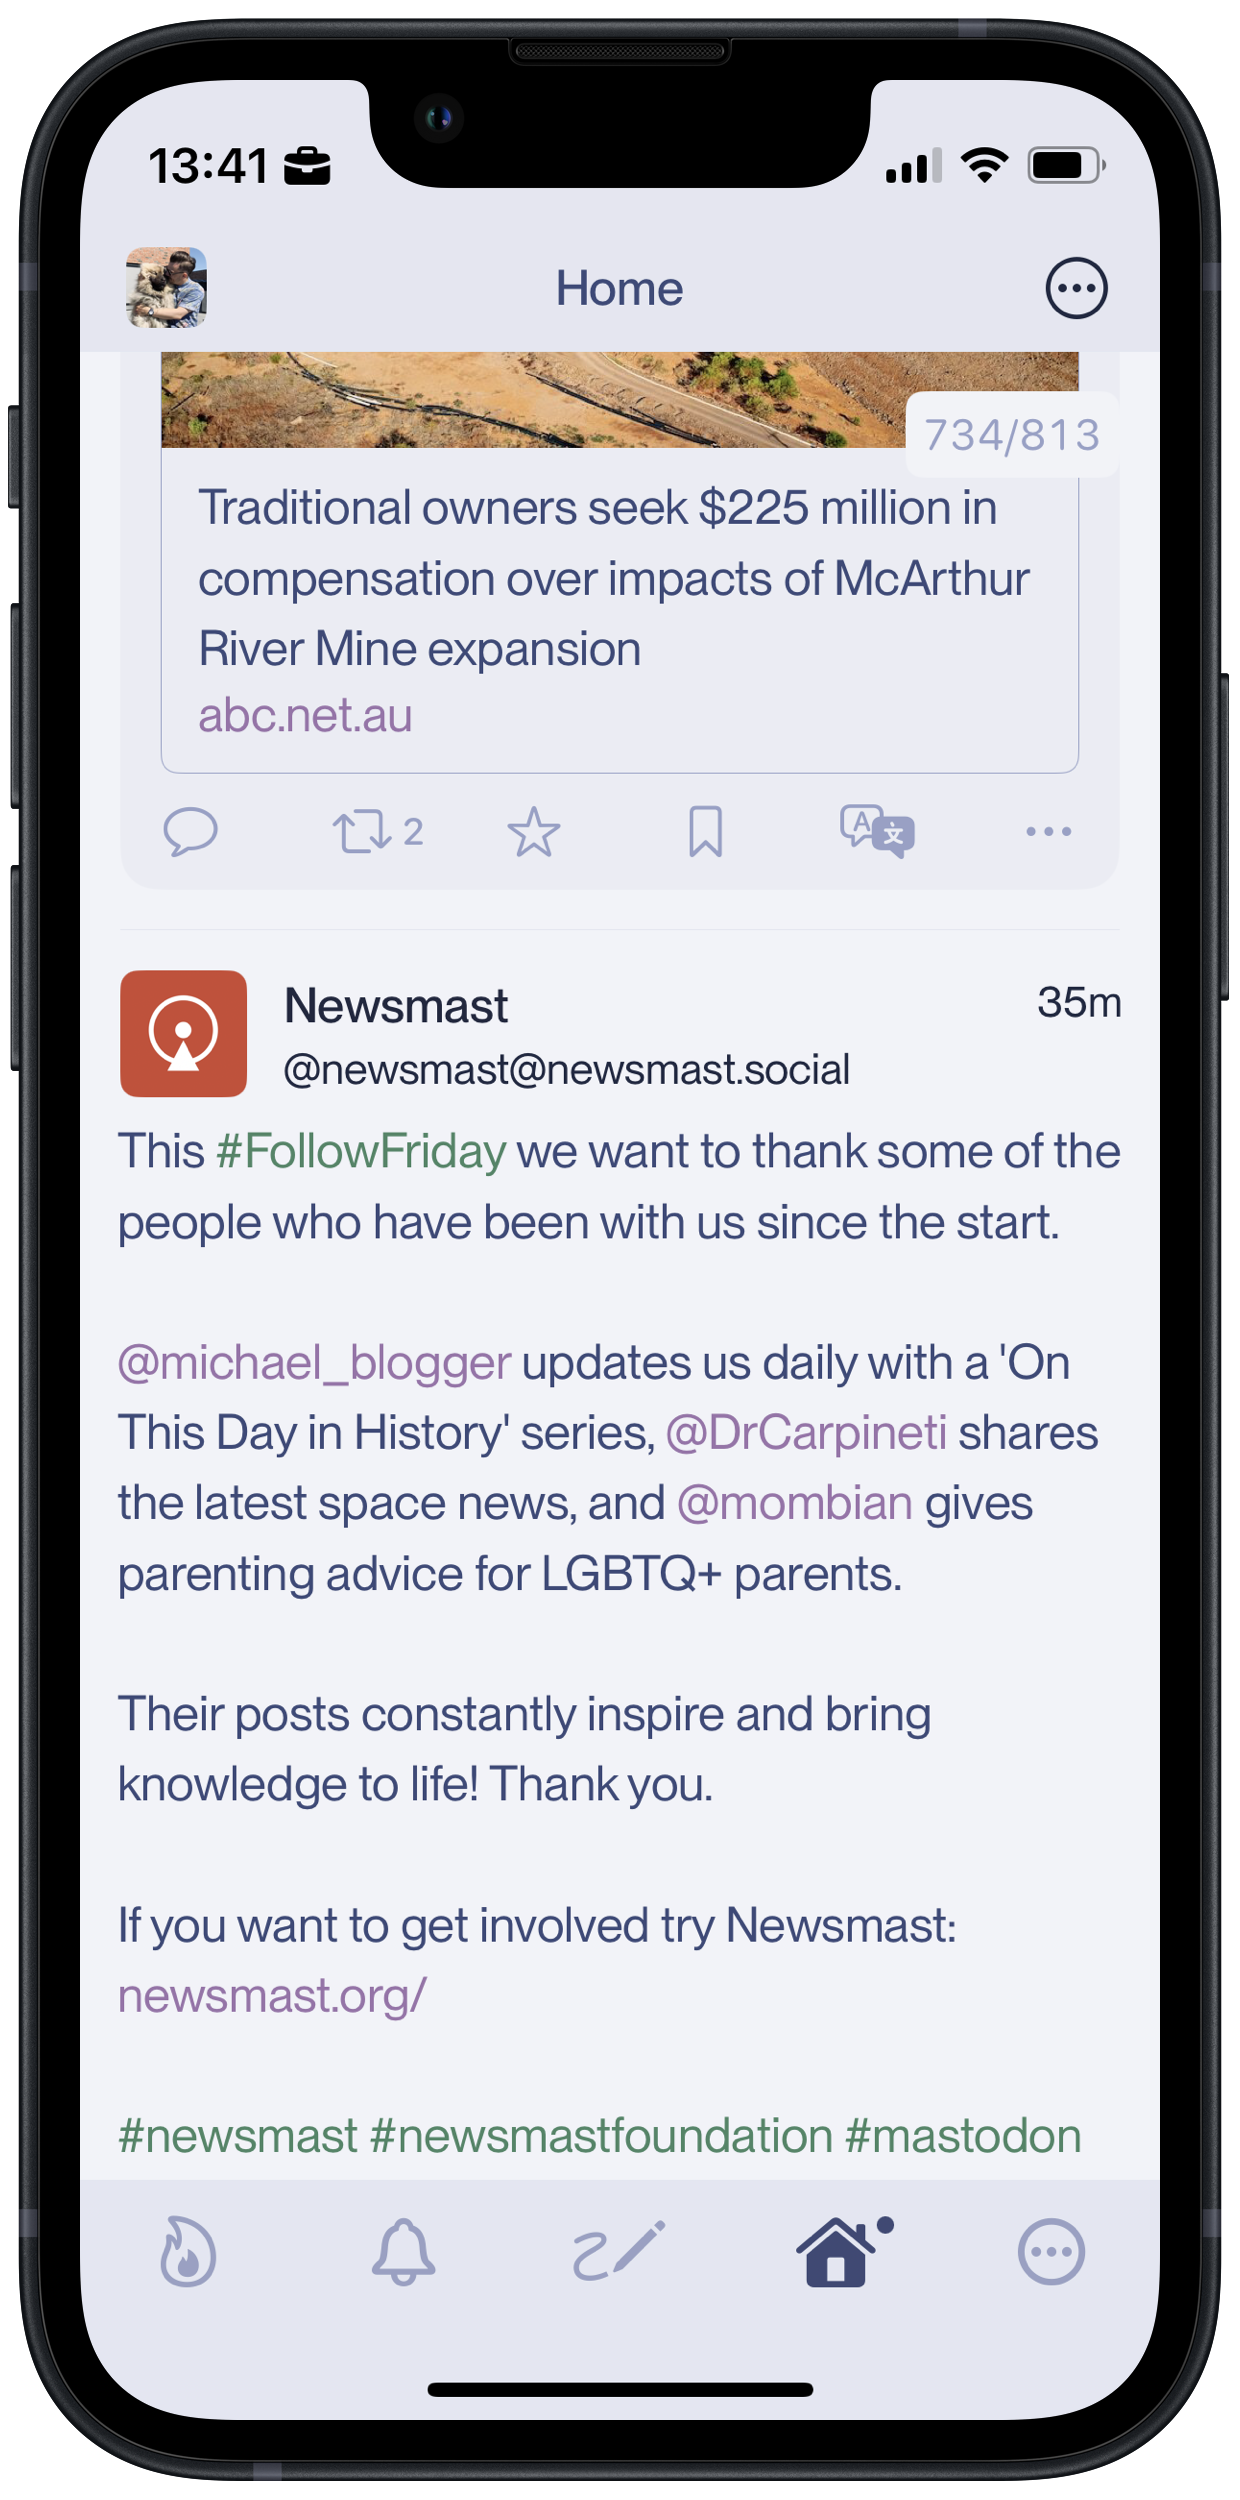 13:41
Home
734/813
Traditional owners seek $225 million in
compensation over impacts of McArthur
River Mine expansion
abc.net.au
2
A 文
Newsmast
35m
@newsmast@newsmast.social
This #FollowFriday we want to thank some of the
people who have been with us since the start.
@michael_blogger updates us daily with a 'On
This Day in History' series, @DrCarpineti shares
the latest space news, and @mombian gives
parenting advice for LGBTQ+ parents.
Their posts constantly inspire and bring
knowledge to life! Thank you.
If you want to get involved try Newsmast:
newsmast.org/
#newsmast #newsmastfoundation #mastodon